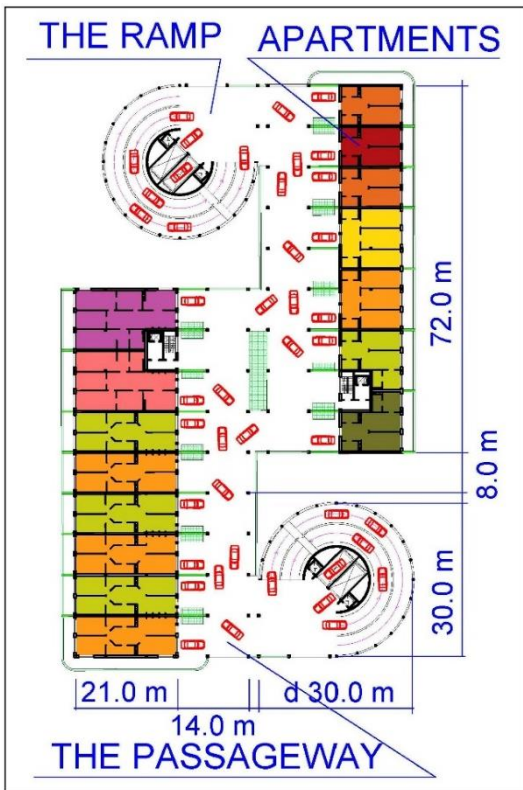 THE RAMP
APARTMENTS
72.0 m
8.0 m
30.0 m
21.0 m
d 30.0 m
14.0 m
THE PASSAGEWAY